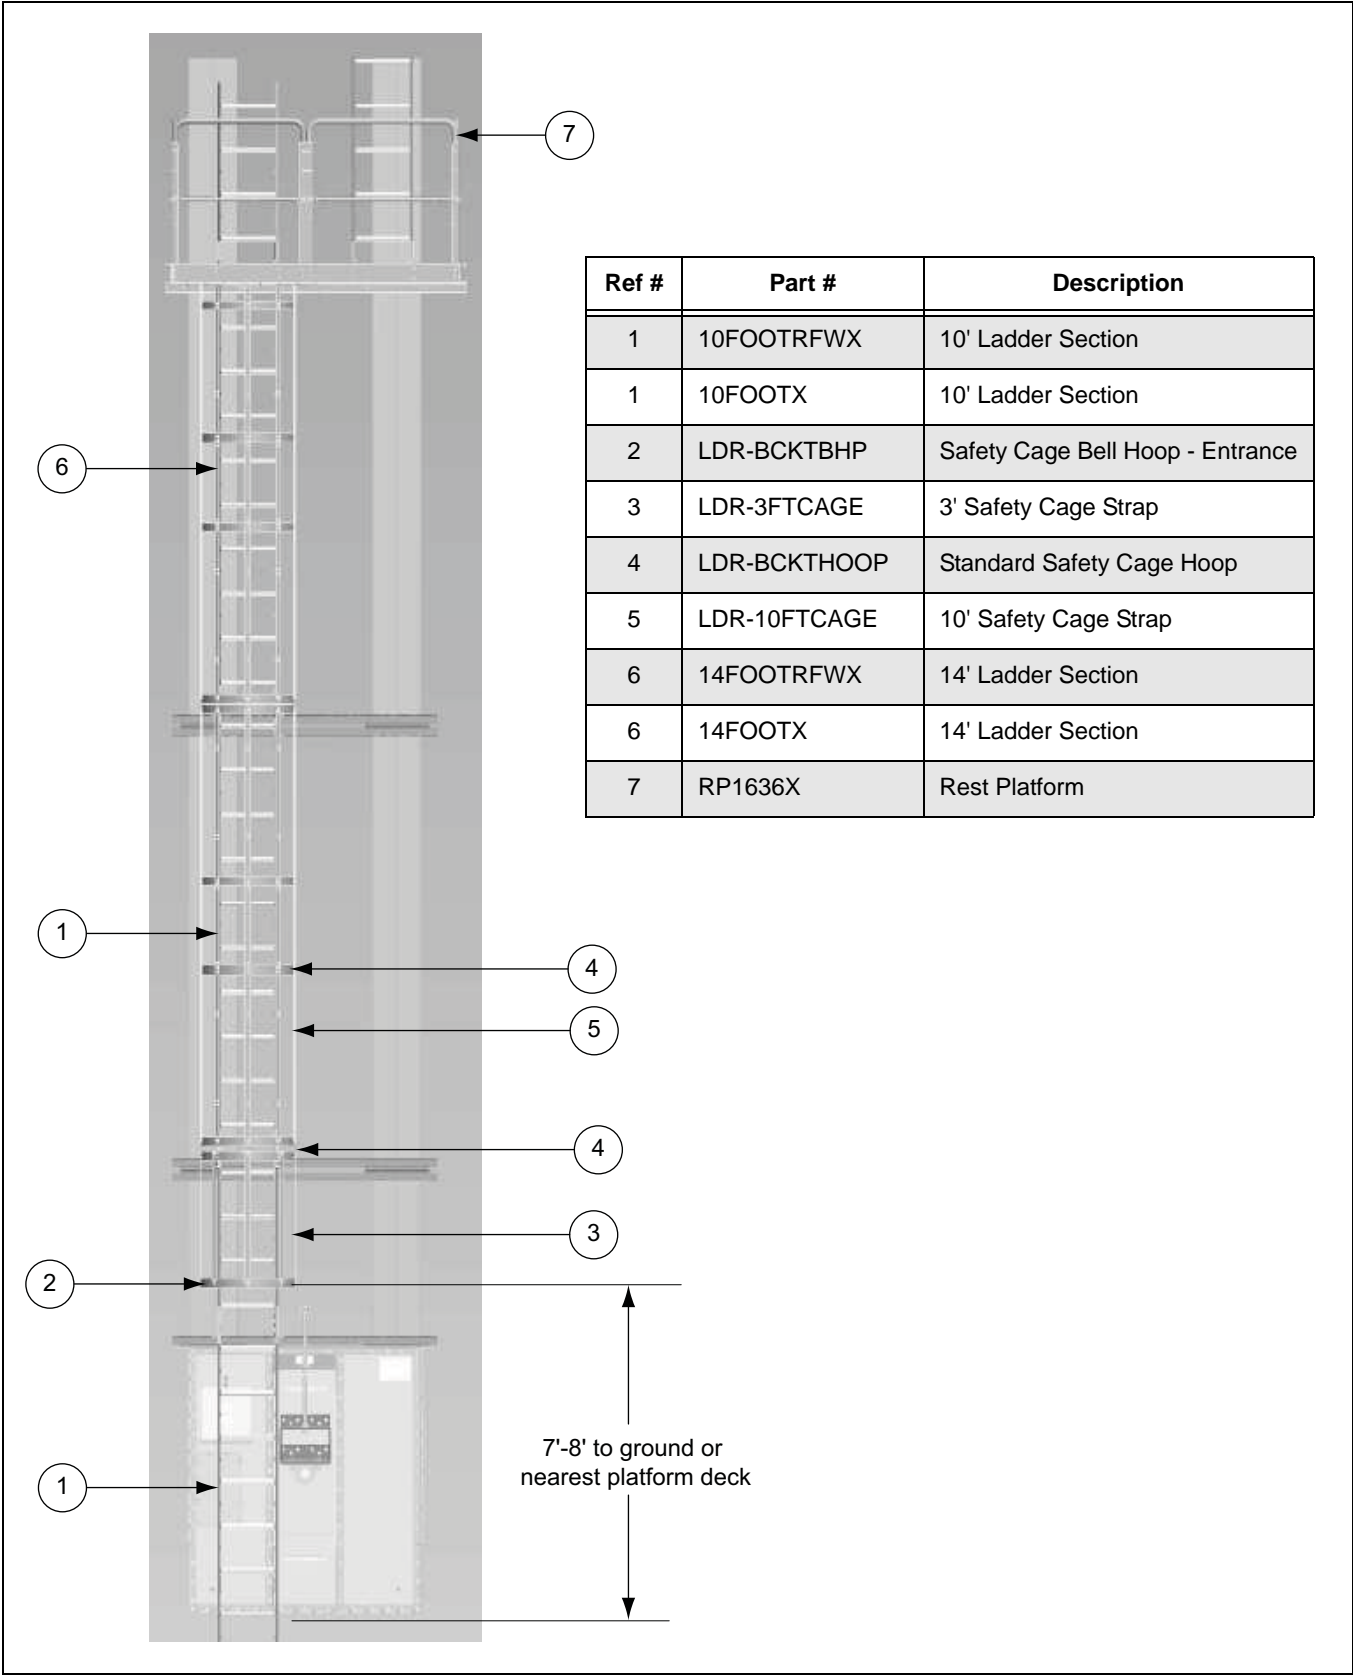 7
Ref # Part # Description
1 10FOOTRFWX 10' Ladder Section
1 10FOOTX 10' Ladder Section
2 LDR-BCKTBHP Safety Cage Bell Hoop - Entrance
3 LDR-3FTCAGE 3' Safety Cage Strap
4 LDR-BCKTHOOP Standard Safety Cage Hoop
5 LDR-10FTCAGE 10' Safety Cage Strap
6 14FOOTRFWX 14' Ladder Section
6 14FOOTX 14' Ladder Section
7 RP1636X Rest Platform
6
1
4
5
4
3
2
7'-8' to ground or
nearest platform deck
1